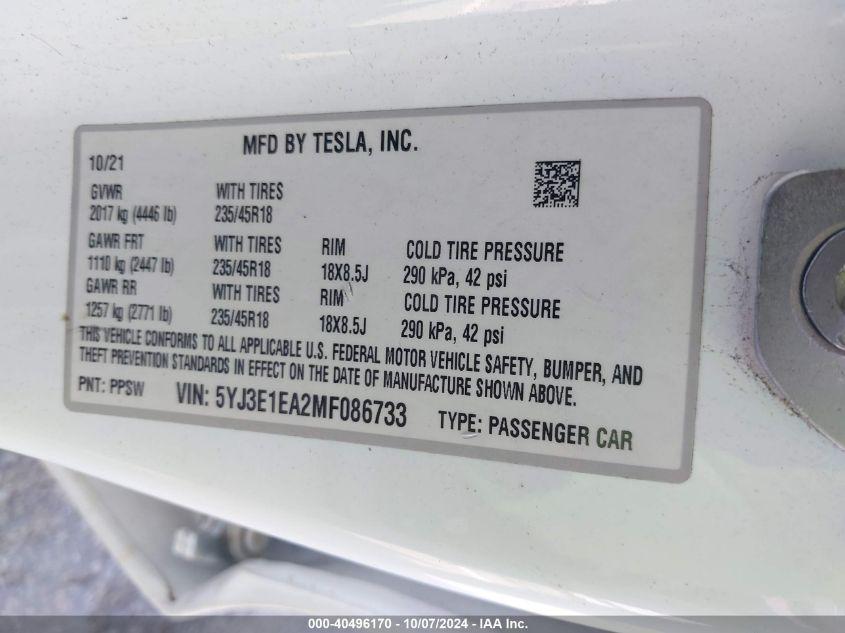 MFD BY TESLA, INC.
10/21
GVWR WITH TIRES
2017 kg (4446 lb) 235/45R18
GAWR FRT WITH TIRES RIM COLD TIRE PRESSURE
1110 kg (2447 lb) 235/45R18 18X8.5J 290 kPa, 42 psi
GAWR RR WITH TIRES RIM COLD TIRE PRESSURE
1257 kg (2771 lb) 235/45R18 18X8.5J 290 kPa, 42 psi
THIS VEHICLE CONFORMS TO ALL APPLICABLE U.S. FEDERAL MOTOR VEHICLE SAFETY, BUMPER, AND
THEFT PREVENTION STANDARDS IN EFFECT ON THE DATE OF MANUFACTURE SHOWN ABOVE.
PNT: PPSW VIN: 5YJ3E1EA2MF086733 TYPE: PASSENGER CAR
000-40496170 - 10/07/2024 - IAA Inc.